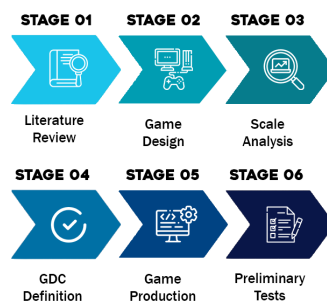 STAGE 01
STAGE 02
STAGE 03
Literature
Review
Game
Design
Scale
Analysis
STAGE 04
STAGE 05
STAGE 06
GDC
Definition
Game
Production
Preliminary
Tests